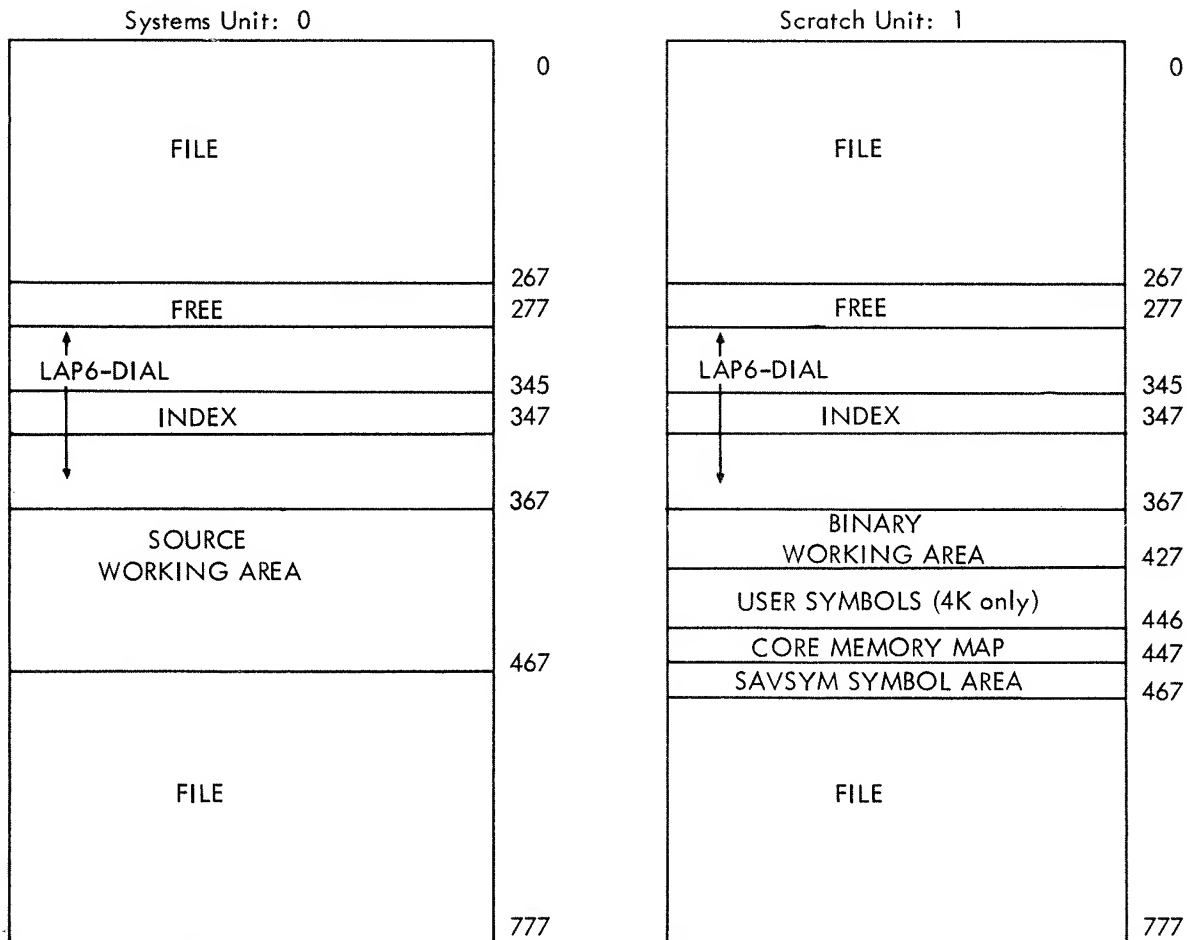 Systems Unit: 0
0
FILE
267
FREE
277
LAP6-DIAL
345
INDEX
347
367
SOURCE
WORKING AREA
467
FILE
777
Scratch Unit: 1
0
FILE
267
FREE
277
LAP6-DIAL
345
INDEX
347
367
BINARY
WORKING AREA
427
USER SYMBOLS (4K only)
446
CORE MEMORY MAP
447
SAVSYM SYMBOL AREA
467
FILE
777